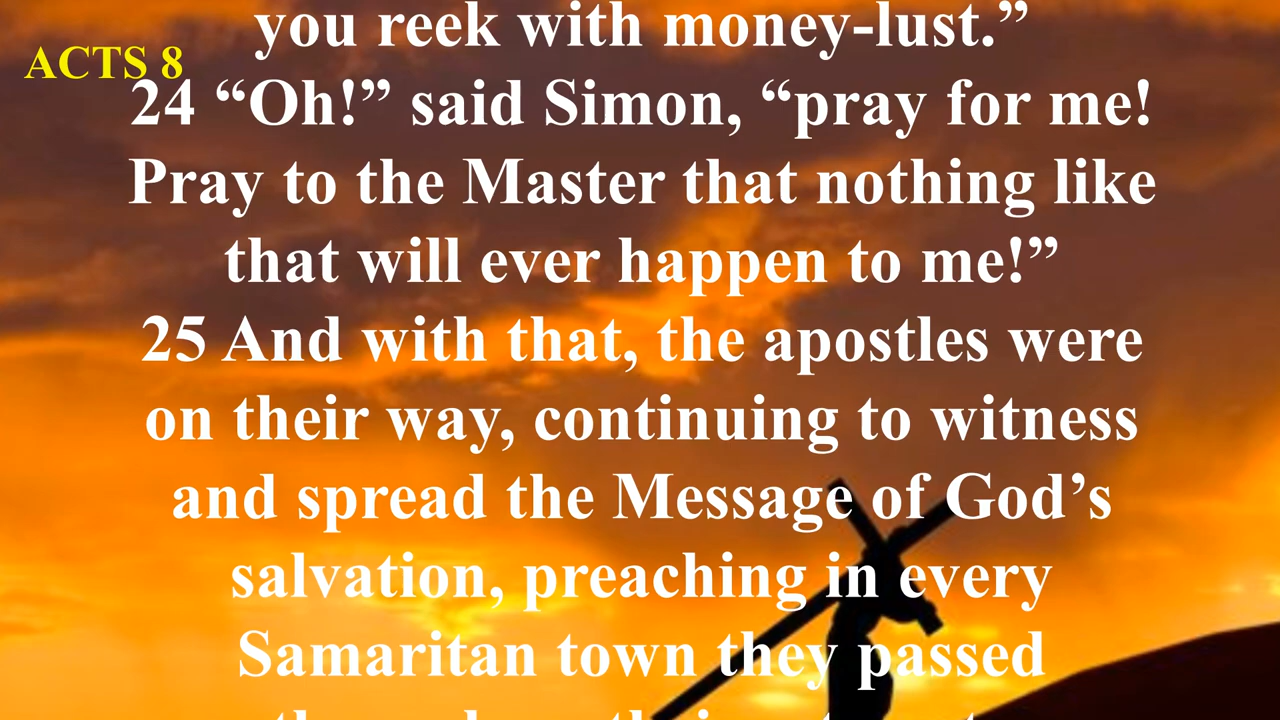 you reek with money-lust.”
ACTS 8
24 “Oh!” said Simon, “pray for me!
Pray to the Master that nothing like
that will ever happen to me!”
25 And with that, the apostles were
on their way, continuing to witness
and spread the Message of God’s
salvation, preaching in every
Samaritan town they passed